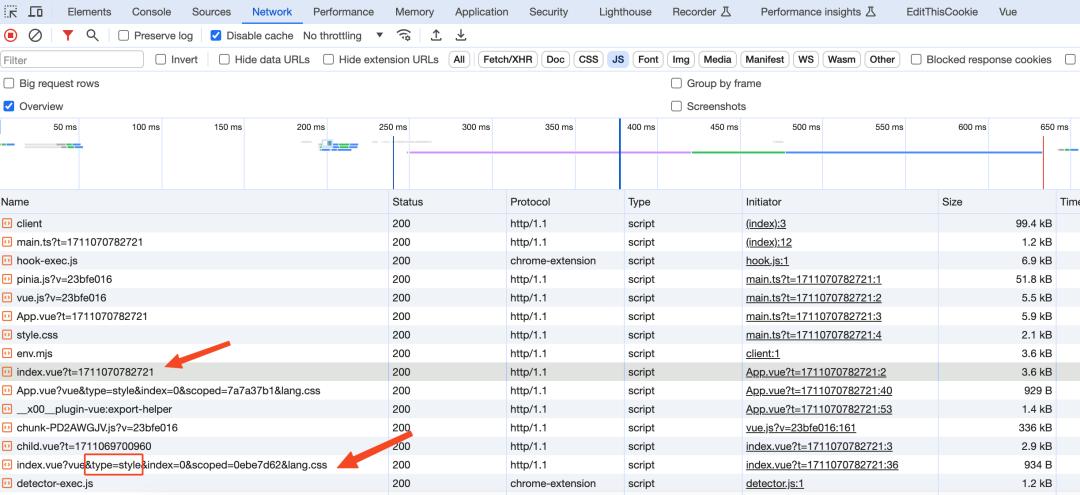 Elements Console Sources Network Performance Memory Application Security Lighthouse Recorder Performance insights EditThisCookie Vue
Preserve log Disable cache No throttling
Filter Invert Hide data URLs Hide extension URLs All Fetch/XHR Doc CSS JS Font Img Media Manifest WS Wasm Other Blocked response cookies
Big request rows Group by frame
Overview Screenshots
50 ms 100 ms 150 ms 200 ms 250 ms 300 ms 350 ms 400 ms 450 ms 500 ms 550 ms 600 ms 650 ms
Name Status Protocol Type Initiator Size Time
client 200 http/1.1 script (index):3 99.4 kB
main.ts?t=1711070782721 200 http/1.1 script (index):12 1.2 kB
hook-exec.js 200 chrome-extension script hook.js:1 6.9 kB
pinia.js?v=23bfe016 200 http/1.1 script main.ts?t=1711070782721:1 51.8 kB
vue.js?v=23bfe016 200 http/1.1 script main.ts?t=1711070782721:2 5.5 kB
App.vue?t=1711070782721 200 http/1.1 script main.ts?t=1711070782721:3 5.9 kB
style.css 200 http/1.1 script main.ts?t=1711070782721:4 2.1 kB
env.mjs 200 http/1.1 script client:1 3.6 kB
index.vue?t=1711070782721 200 http/1.1 script App.vue?t=1711070782721:2 3.6 kB
App.vue?vue&type=style&index=0&scoped=7a7a37b1&lang.css 200 http/1.1 script App.vue?t=1711070782721:40 929 B
__x00__plugin-vue:export-helper 200 http/1.1 script App.vue?t=1711070782721:53 1.4 kB
chunk-PD2AWGJV.js?v=23bfe016 200 http/1.1 script vue.js?v=23bfe016:161 336 kB
child.vue?t=1711069700960 200 http/1.1 script index.vue?t=1711070782721:3 2.9 kB
index.vue?vue&type=style&index=0&scoped=0ebe7d62&lang.css 200 http/1.1 script index.vue?t=1711070782721:36 934 B
detector-exec.js 200 chrome-extension script detector.js:1 1.2 kB